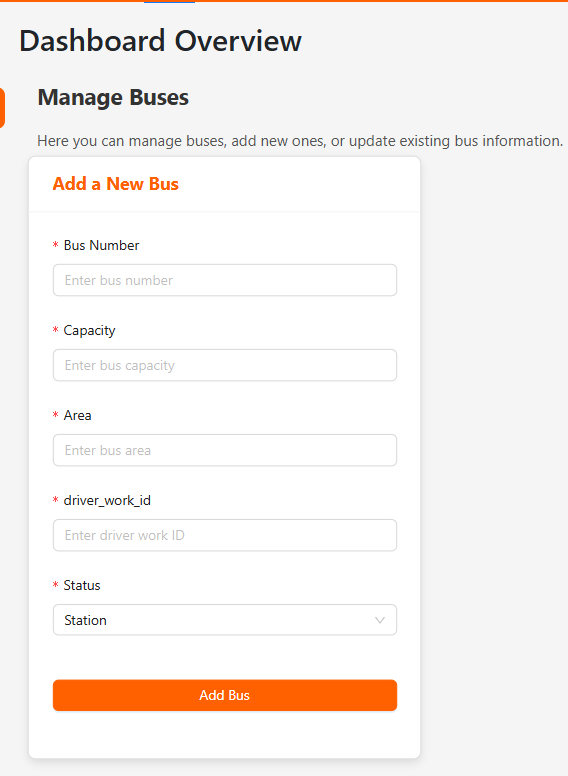 Dashboard Overview
Manage Buses
Here you can manage buses, add new ones, or update existing bus information.
Add a New Bus
* Bus Number
Enter bus number
* Capacity
Enter bus capacity
* Area
Enter bus area
* driver_work_id
Enter driver work ID
* Status
Station
Add Bus